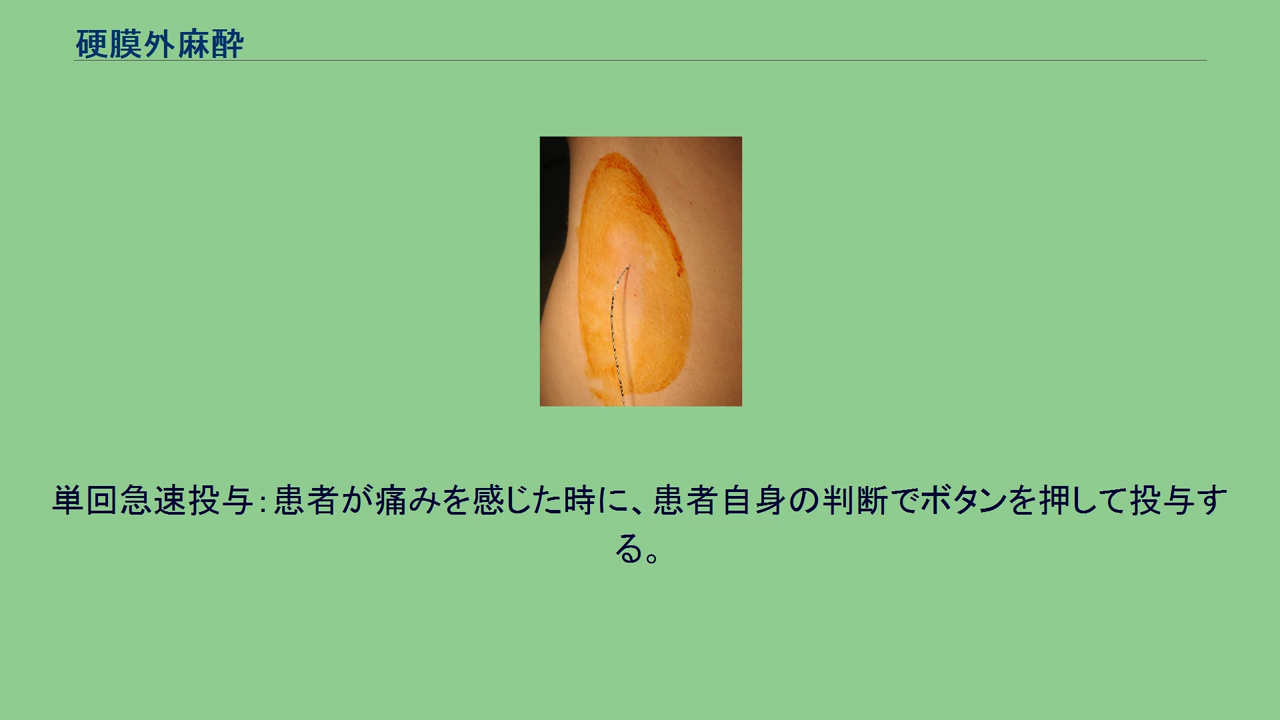 硬膜外麻酔
単回急速投与：患者が痛みを感じた時に、患者自身の判断でボタンを押して投与す
る。